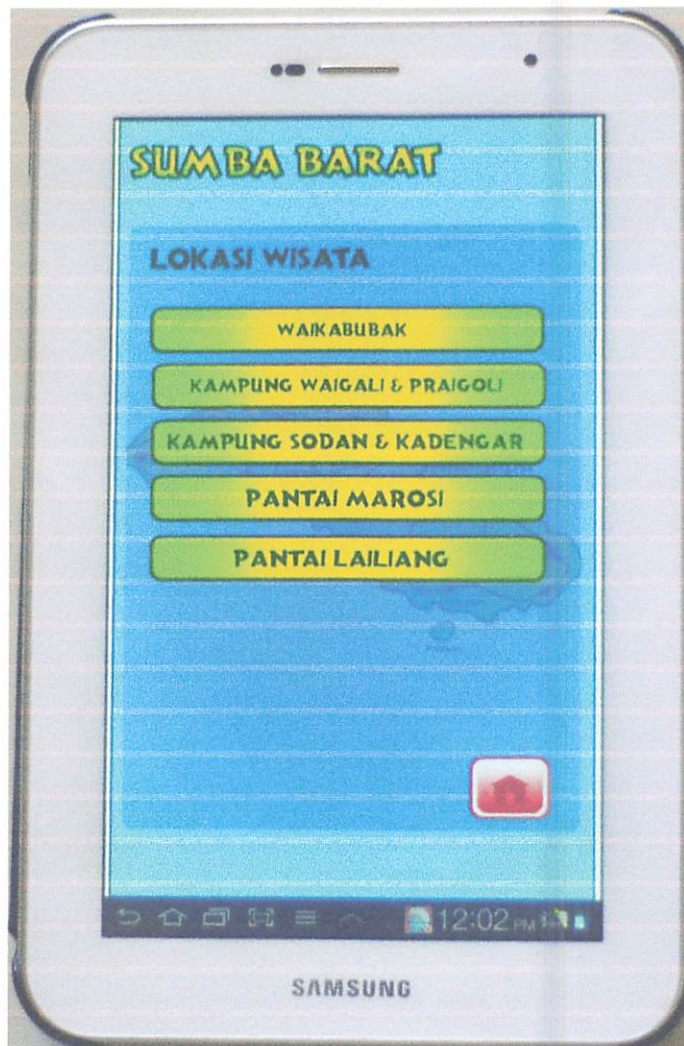 SUMBA BARAT
LOKASI WISATA
WAIKABUBAK
KAMPUNG WAIGALI & PRAIGOLI
KAMPUNG SODAN & KADENGAR
PANTAI MAROSI
PANTAI LAILIANG
12:02 PM
SAMSUNG